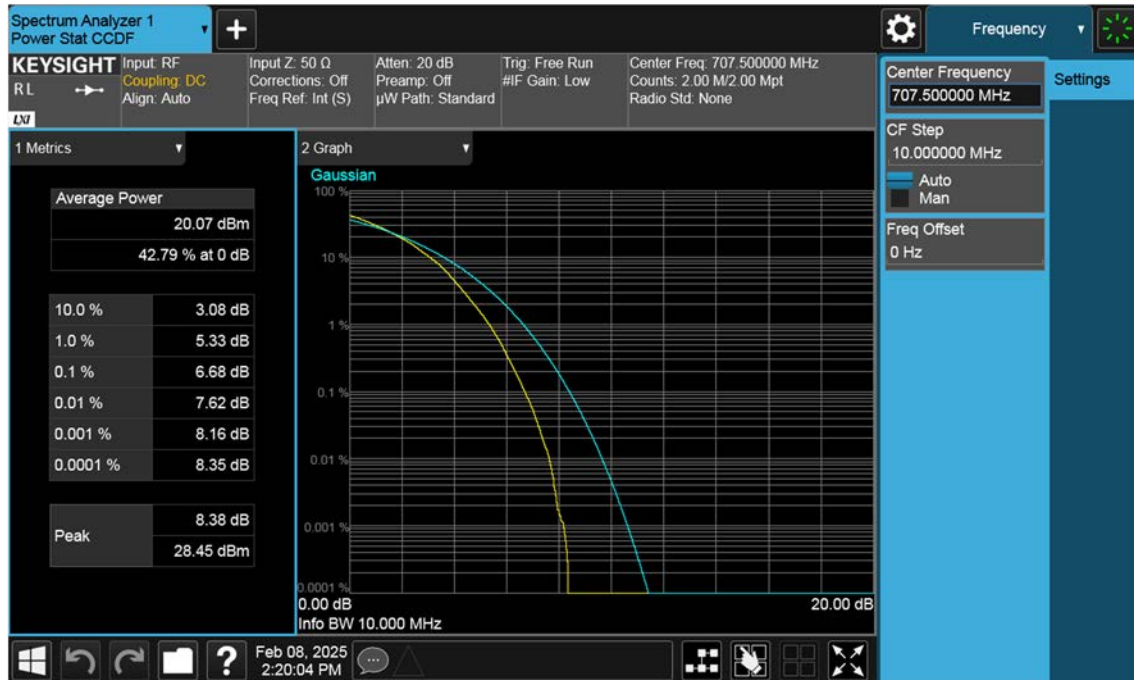 Spectrum Analyzer 1
Power Stat CCDF
+
Frequency
KEYSIGHT
RL
LXI
Input: RF
Coupling: DC
Align: Auto
Input Z: 50 Ω
Corrections: Off
Freq Ref: Int (S)
Atten: 20 dB
Preamp: Off
µW Path: Standard
Trig: Free Run
#IF Gain: Low
Center Freq: 707.500000 MHz
Counts: 2.00 M/2.00 Mpt
Radio Std: None
Center Frequency
707.500000 MHz
Settings
CF Step
10.000000 MHz
Auto
Man
Freq Offset
0 Hz
1 Metrics
Average Power
20.07 dBm
42.79 % at 0 dB
10.0 % 3.08 dB
1.0 % 5.33 dB
0.1 % 6.68 dB
0.01 % 7.62 dB
0.001 % 8.16 dB
0.0001 % 8.35 dB
Peak
8.38 dB
28.45 dBm
2 Graph
Gaussian
100 %
10 %
1 %
0.1 %
0.01 %
0.001 %
0.0001 %
0.00 dB 20.00 dB
Info BW 10.000 MHz
?
Feb 08, 2025
2:20:04 PM